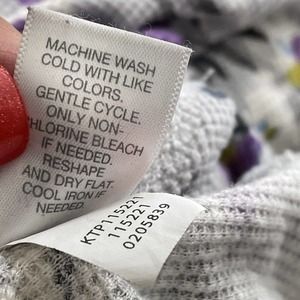 MACHINE WASH
COLD WITH LIKE
COLORS.
GENTLE CYCLE.
ONLY NON-
CHLORINE BLEACH
IF NEEDED.
RESHAPE
AND DRY FLAT.
COOL IRON IF
NEEDED.
KTP115221
115221
0205839